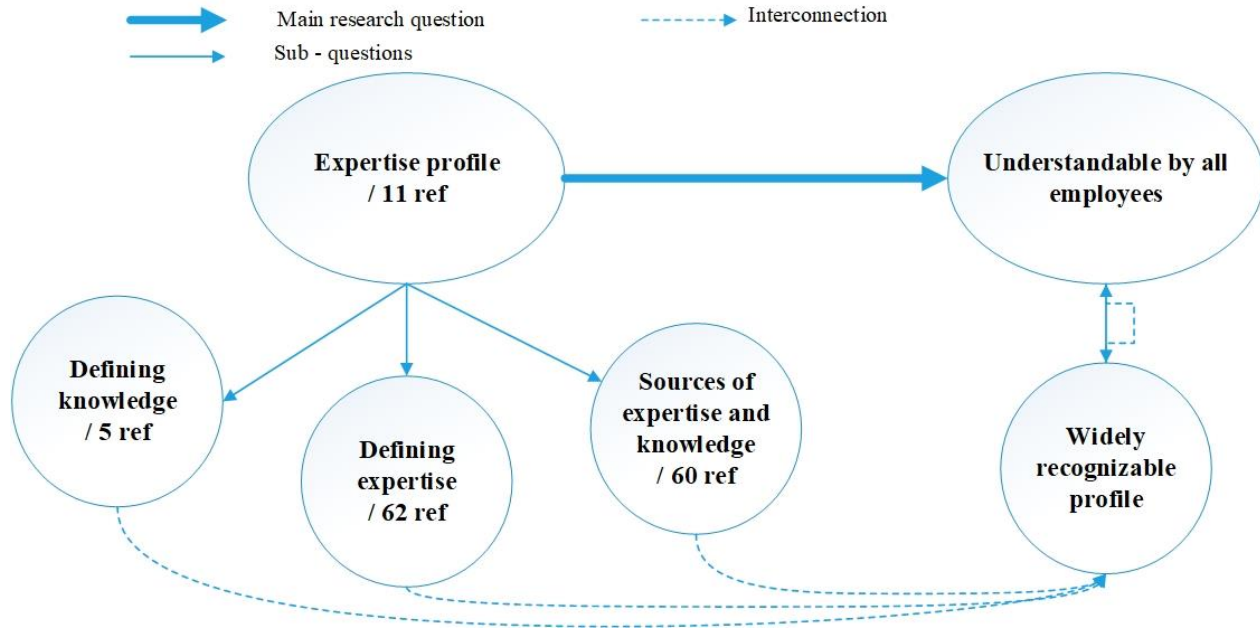 Main research question
Interconnection
Sub - questions
Expertise profile
/ 11 ref
Understandable by all
employees
Defining
knowledge
/ 5 ref
Defining
expertise
/ 62 ref
Sources of
expertise and
knowledge
/ 60 ref
Widely
recognizable
profile